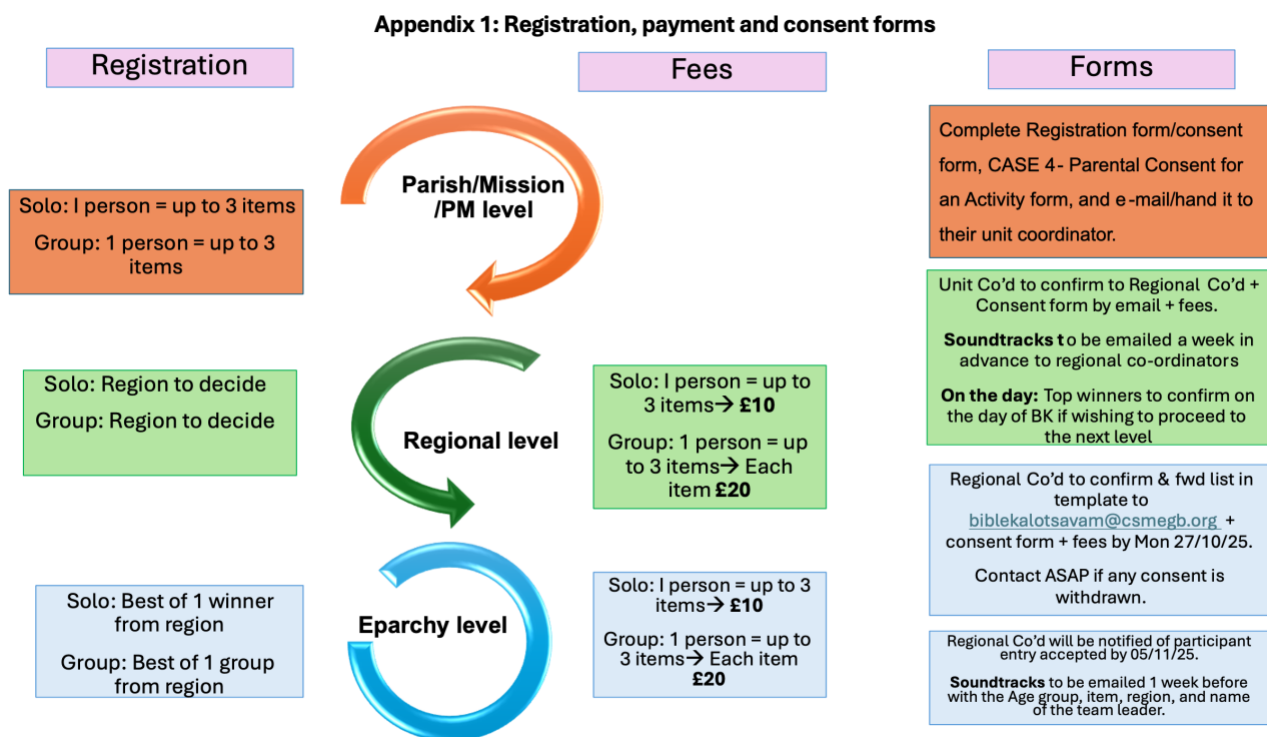 Appendix 1: Registration, payment and consent forms
Registration
Fees
Forms
Parish/Mission
/PM level
Solo: I person = up to 3 items
Group: 1 person = up to 3
items
Complete Registration form/consent
form, CASE 4 - Parental Consent for
an Activity form, and e-mail/hand it to
their unit coordinator.
Regional level
Solo: Region to decide
Group: Region to decide
Solo: I person = up to
3 items→ £10
Group: 1 person = up
to 3 items→ Each
item £20
Unit Co’d to confirm to Regional Co’d +
Consent form by email + fees.
Soundtracks to be emailed a week in
advance to regional co-ordinators
On the day: Top winners to confirm on
the day of BK if wishing to proceed to
the next level
Eparchy level
Solo: Best of 1 winner
from region
Group: Best of 1 group
from region
Solo: I person = up to 3
items→ £10
Group: 1 person = up to
3 items→ Each item
£20
Regional Co’d to confirm & fwd list in
template to
biblekalotsavam@csmegb.org +
consent form + fees by Mon 27/10/25.
Contact ASAP if any consent is
withdrawn.
Regional Co’d will be notified of participant
entry accepted by 05/11/25.
Soundtracks to be emailed 1 week before
with the Age group, item, region, and name
of the team leader.